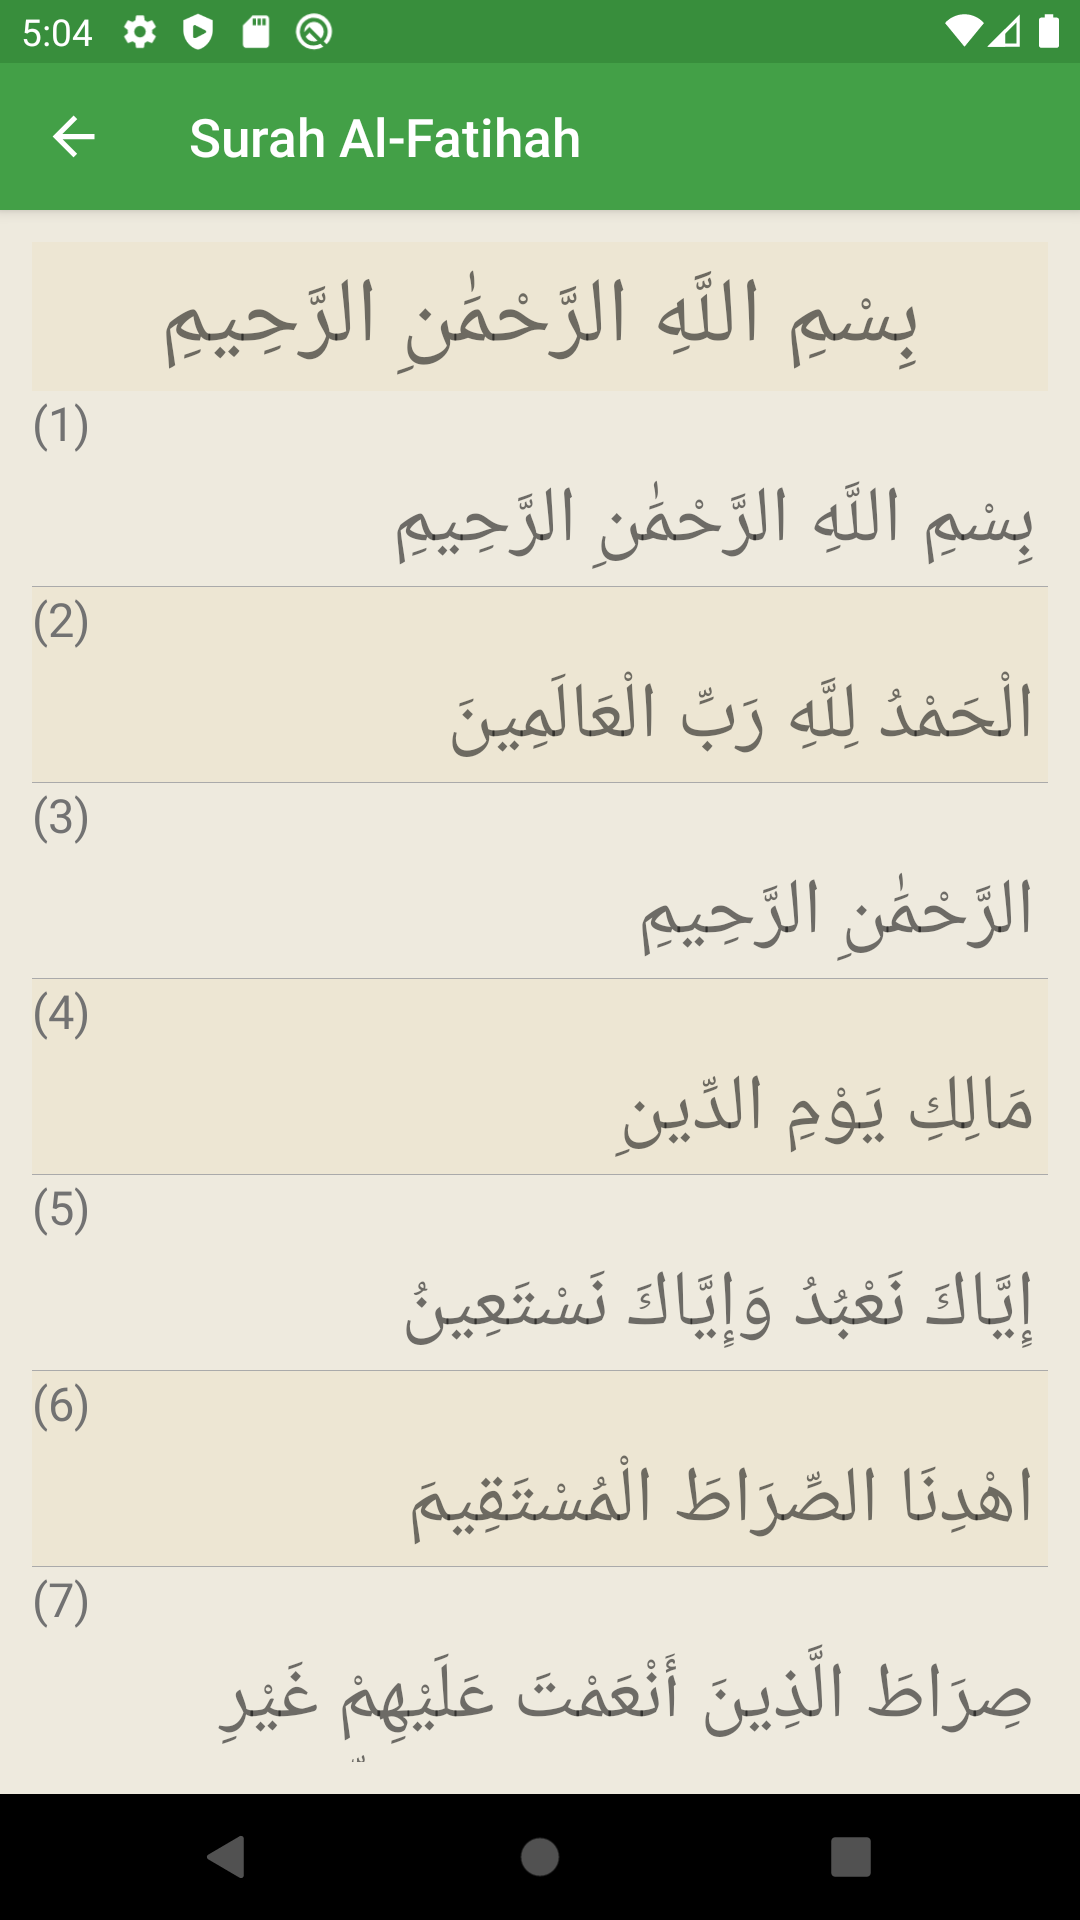 5:04
Surah Al-Fatihah
بِسْمِ اللَّهِ الرَّحْمَٰنِ الرَّحِيمِ
(1)
بِسْمِ اللَّهِ الرَّحْمَٰنِ الرَّحِيمِ
(2)
الْحَمْدُ لِلَّهِ رَبِّ الْعَالَمِينَ
(3)
الرَّحْمَٰنِ الرَّحِيمِ
(4)
مَالِكِ يَوْمِ الدِّينِ
(5)
إِيَّاكَ نَعْبُدُ وَإِيَّاكَ نَسْتَعِينُ
(6)
اهْدِنَا الصِّرَاطَ الْمُسْتَقِيمَ
(7)
صِرَاطَ الَّذِينَ أَنْعَمْتَ عَلَيْهِمْ غَيْرِ